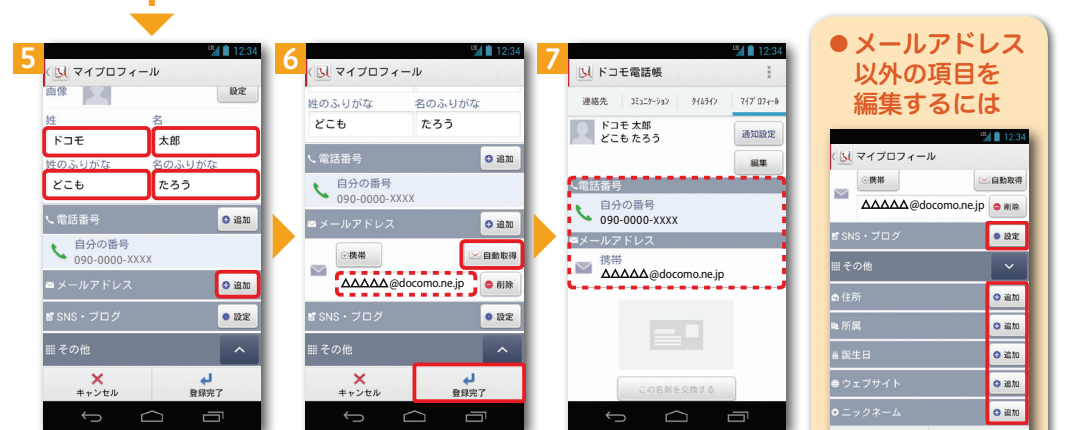 5
LTE 12:34
マイプロフィール
画像
設定
姓
名
ドコモ
太郎
姓のふりがな
名のふりがな
どこも
たろう
電話番号
追加
自分の番号
090-0000-XXXX
メールアドレス
追加
SNS・ブログ
設定
その他
キャンセル
登録完了
6
LTE 12:34
マイプロフィール
姓のふりがな
名のふりがな
どこも
たろう
電話番号
追加
自分の番号
090-0000-XXXX
メールアドレス
追加
携帯
自動取得
△△△△△@docomo.ne.jp
削除
SNS・ブログ
設定
その他
キャンセル
登録完了
7
LTE 12:34
ドコモ電話帳
連絡先
コミュニケーション
タイムライン
マイプロフィール
ドコモ 太郎
どこも たろう
通知設定
編集
電話番号
自分の番号
090-0000-XXXX
メールアドレス
携帯
△△△△△@docomo.ne.jp
この名刺を交換する
●メールアドレス
以外の項目を
編集するには
LTE 12:34
マイプロフィール
携帯
自動取得
△△△△△@docomo.ne.jp
削除
SNS・ブログ
設定
その他
住所
追加
所属
追加
誕生日
追加
ウェブサイト
追加
ニックネーム
追加